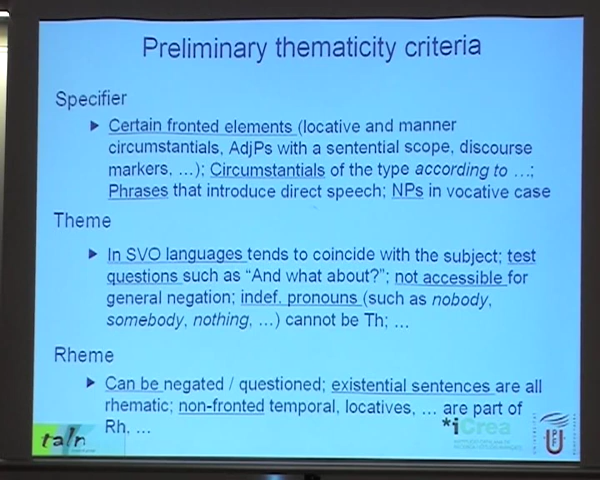 Preliminary thematicity criteria
Specifier
Certain fronted elements (locative and manner
circumstantials, AdjPs with a sentential scope, discourse
markers, ...); Circumstantials of the type according to ...;
Phrases that introduce direct speech; NPs in vocative case
Theme
In SVO languages tends to coincide with the subject; test
questions such as “And what about?”; not accessible for
general negation; indef. pronouns (such as nobody,
somebody, nothing, ...) cannot be Th; ...
Rheme
Can be negated / questioned; existential sentences are all
rhematic; non-fronted temporal, locatives, ... are part of
Rh, ...
taln
*iCrea
U